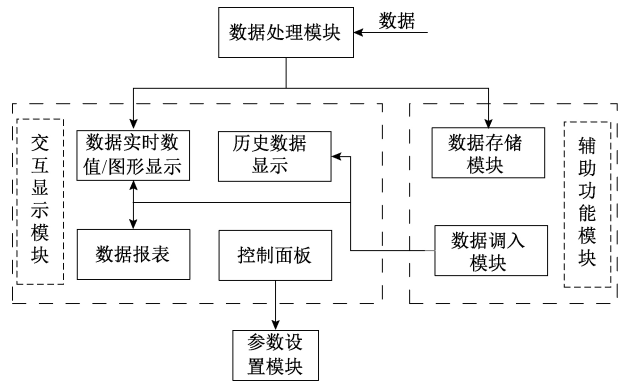 数据处理模块
数据
交互显示模块
数据实时数
值/图形显示
历史数据
显示
数据存储
模块
辅助功能模块
数据报表
控制面板
数据调入
模块
参数设
置模块